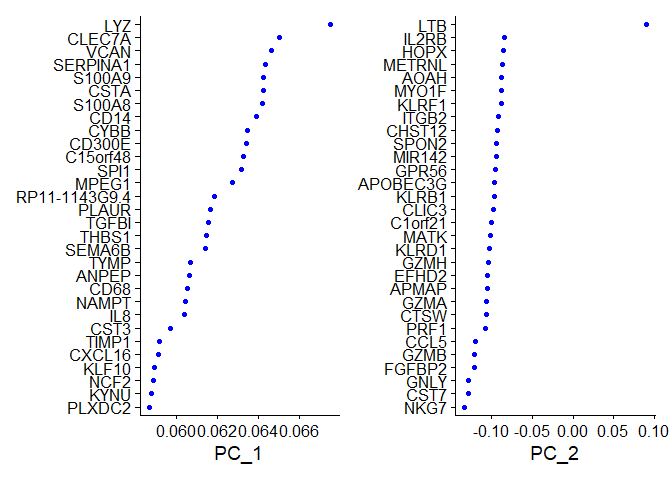 LYZ
CLEC7A
VCAN
SERPINA1
S100A9
CSTA
S100A8
CD14
CYBB
CD300E
C15orf48
SPI1
MPEG1
RP11-1143G9.4
PLAUR
TGFBI
THBS1
SEMA6B
TYMP
ANPEP
CD68
NAMPT
IL8
CST3
TIMP1
CXCL16
KLF10
NCF2
KYNU
PLXDC2
0.060 0.062 0.064 0.066
PC_1
LTB
IL2RB
HOPX
METRNL
AOAH
MYO1F
KLRF1
ITGB2
CHST12
SPON2
MIR142
GPR56
APOBEC3G
KLRB1
CLIC3
C1orf21
MATK
KLRD1
GZMH
EFHD2
APMAP
GZMA
CTSW
PRF1
CCL5
GZMB
FGFBP2
GNLY
CST7
NKG7
-0.10 -0.05 0.00 0.05 0.10
PC_2